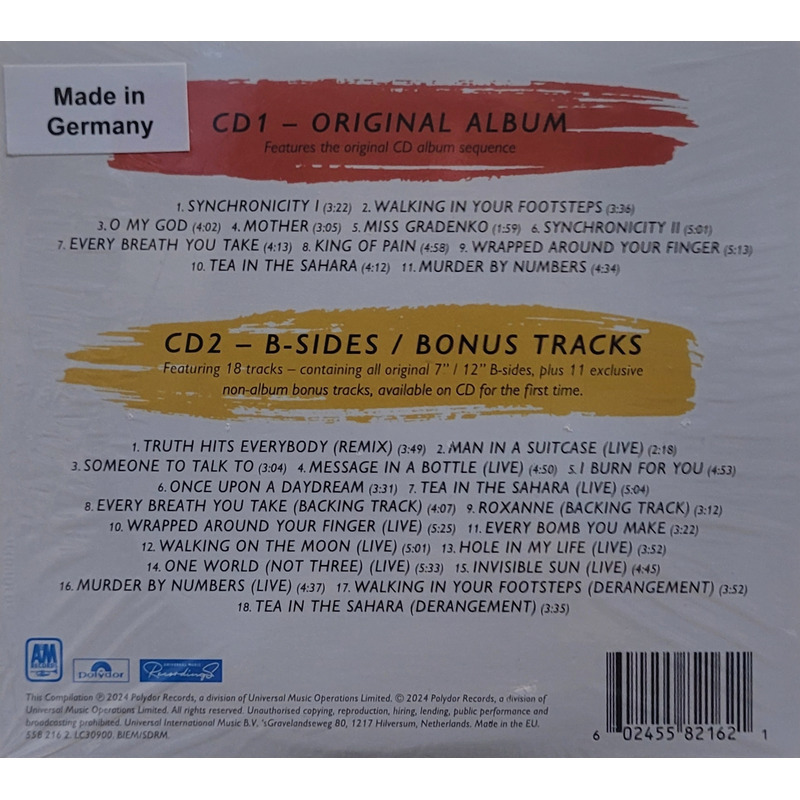 Made in
Germany
CD1 – ORIGINAL ALBUM
Features the original CD album sequence
1. SYNCHRONICITY I (3:22) 2. WALKING IN YOUR FOOTSTEPS (3:36)
3. O MY GOD (4:02) 4. MOTHER (3:05) 5. MISS GRADENKO (1:59) 6. SYNCHRONICITY II (5:01)
7. EVERY BREATH YOU TAKE (4:13) 8. KING OF PAIN (4:58) 9. WRAPPED AROUND YOUR FINGER (5:13)
10. TEA IN THE SAHARA (4:12) 11. MURDER BY NUMBERS (4:34)
CD2 – B-SIDES / BONUS TRACKS
Featuring 18 tracks – containing all original 7" / 12" B-sides, plus 11 exclusive
non-album bonus tracks, available on CD for the first time.
1. TRUTH HITS EVERYBODY (REMIX) (3:49) 2. MAN IN A SUITCASE (LIVE) (2:18)
3. SOMEONE TO TALK TO (3:04) 4. MESSAGE IN A BOTTLE (LIVE) (4:50) 5. I BURN FOR YOU (4:53)
6. ONCE UPON A DAYDREAM (3:31) 7. TEA IN THE SAHARA (LIVE) (5:04)
8. EVERY BREATH YOU TAKE (BACKING TRACK) (4:07) 9. ROXANNE (BACKING TRACK) (3:12)
10. WRAPPED AROUND YOUR FINGER (LIVE) (5:25) 11. EVERY BOMB YOU MAKE (3:22)
12. WALKING ON THE MOON (LIVE) (5:01) 13. HOLE IN MY LIFE (LIVE) (3:52)
14. ONE WORLD (NOT THREE) (LIVE) (5:33) 15. INVISIBLE SUN (LIVE) (4:45)
16. MURDER BY NUMBERS (LIVE) (4:37) 17. WALKING IN YOUR FOOTSTEPS (DERANGEMENT) (3:52)
18. TEA IN THE SAHARA (DERANGEMENT) (3:35)
AM RECORDS
polydor
UNIVERSAL MUSIC Recordings
This Compilation ℗ 2024 Polydor Records, a division of Universal Music Operations Limited. © 2024 Polydor Records, a division of
Universal Music Operations Limited. All rights reserved. Unauthorised copying, reproduction, hiring, lending, public performance and
broadcasting prohibited. Universal International Music B.V. 'sGravelandseweg 80, 1217 Hilversum, Netherlands. Made in the EU.
558 216 2. LC30900. BIEM/SDRM.
6 02455 82162 1